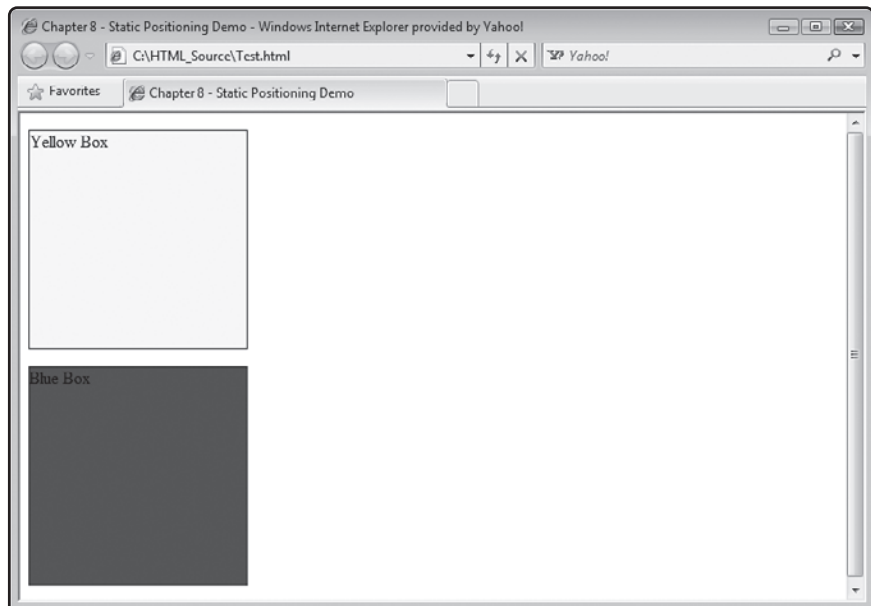 Chapter 8 - Static Positioning Demo - Windows Internet Explorer provided by Yahoo!
C:\HTML_Source\Test.html
Yahoo!
Favorites
Chapter 8 - Static Positioning Demo
Yellow Box
Blue Box